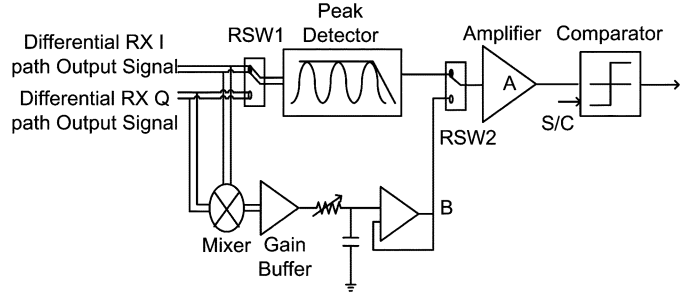 Differential RX I
path Output Signal
Differential RX Q
path Output Signal
RSW1
Peak
Detector
RSW2
Amplifier
A
Comparator
S/C
Mixer
Gain
Buffer
B